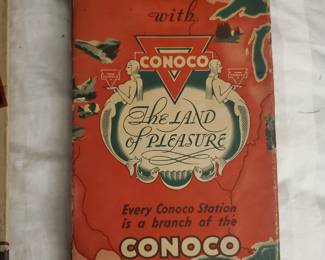 with
CONOCO
The LAND
of PLEASURE
Every Conoco Station
is a branch of the
CONOCO